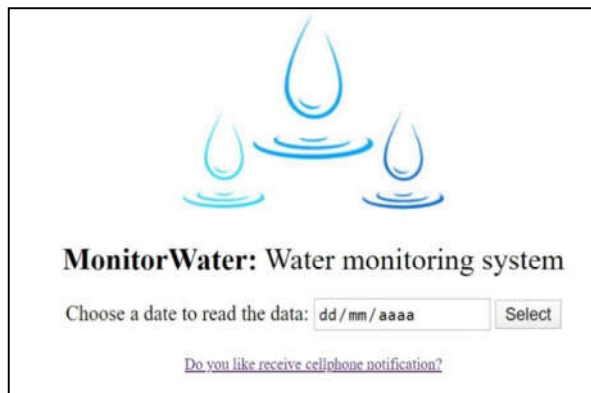 MonitorWater: Water monitoring system
Choose a date to read the data: dd/mm/aaaa Select
Do you like receive cellphone notification?